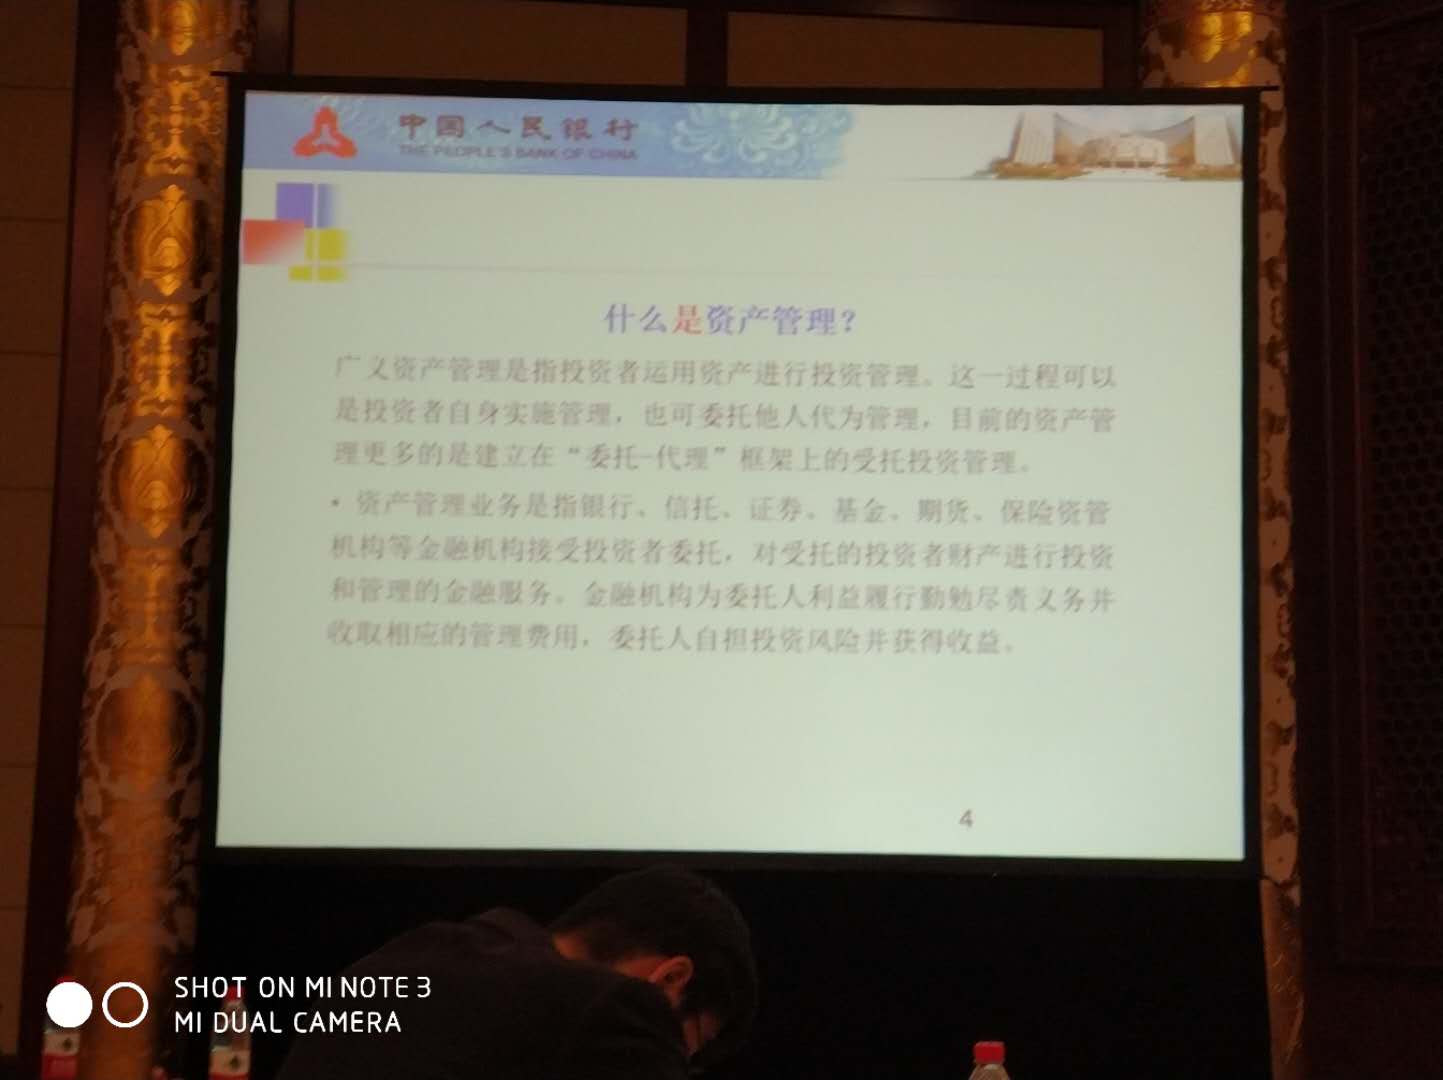 中国人民银行
THE PEOPLE'S BANK OF CHINA
什么是资产管理？
广义资产管理是指投资者运用资产进行投资管理。这一过程可以
是投资者自身实施管理，也可委托他人代为管理，目前的资产管
理更多的是建立在“委托-代理”框架上的受托投资管理。
• 资产管理业务是指银行、信托、证券、基金、期货、保险资管
机构等金融机构接受投资者委托，对受托的投资者财产进行投资
和管理的金融服务。金融机构为委托人利益履行勤勉尽责义务并
收取相应的管理费用，委托人自担投资风险并获得收益。
4
SHOT ON MI NOTE 3
MI DUAL CAMERA